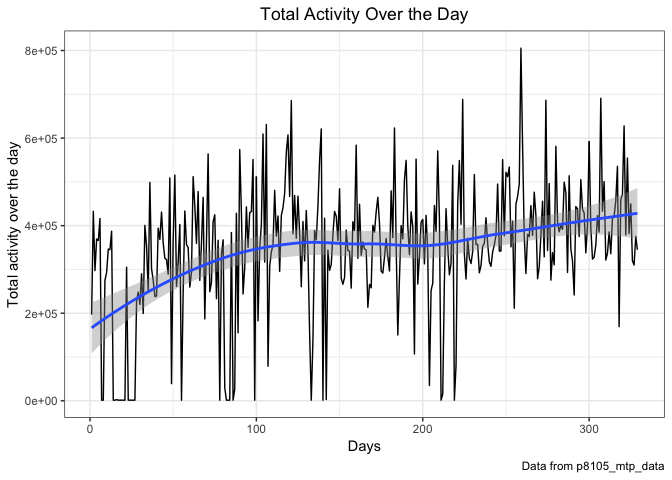 Total Activity Over the Day
Total activity over the day
8e+05
6e+05
4e+05
2e+05
0e+00
0
100
200
300
Days
Data from p8105_mtp_data